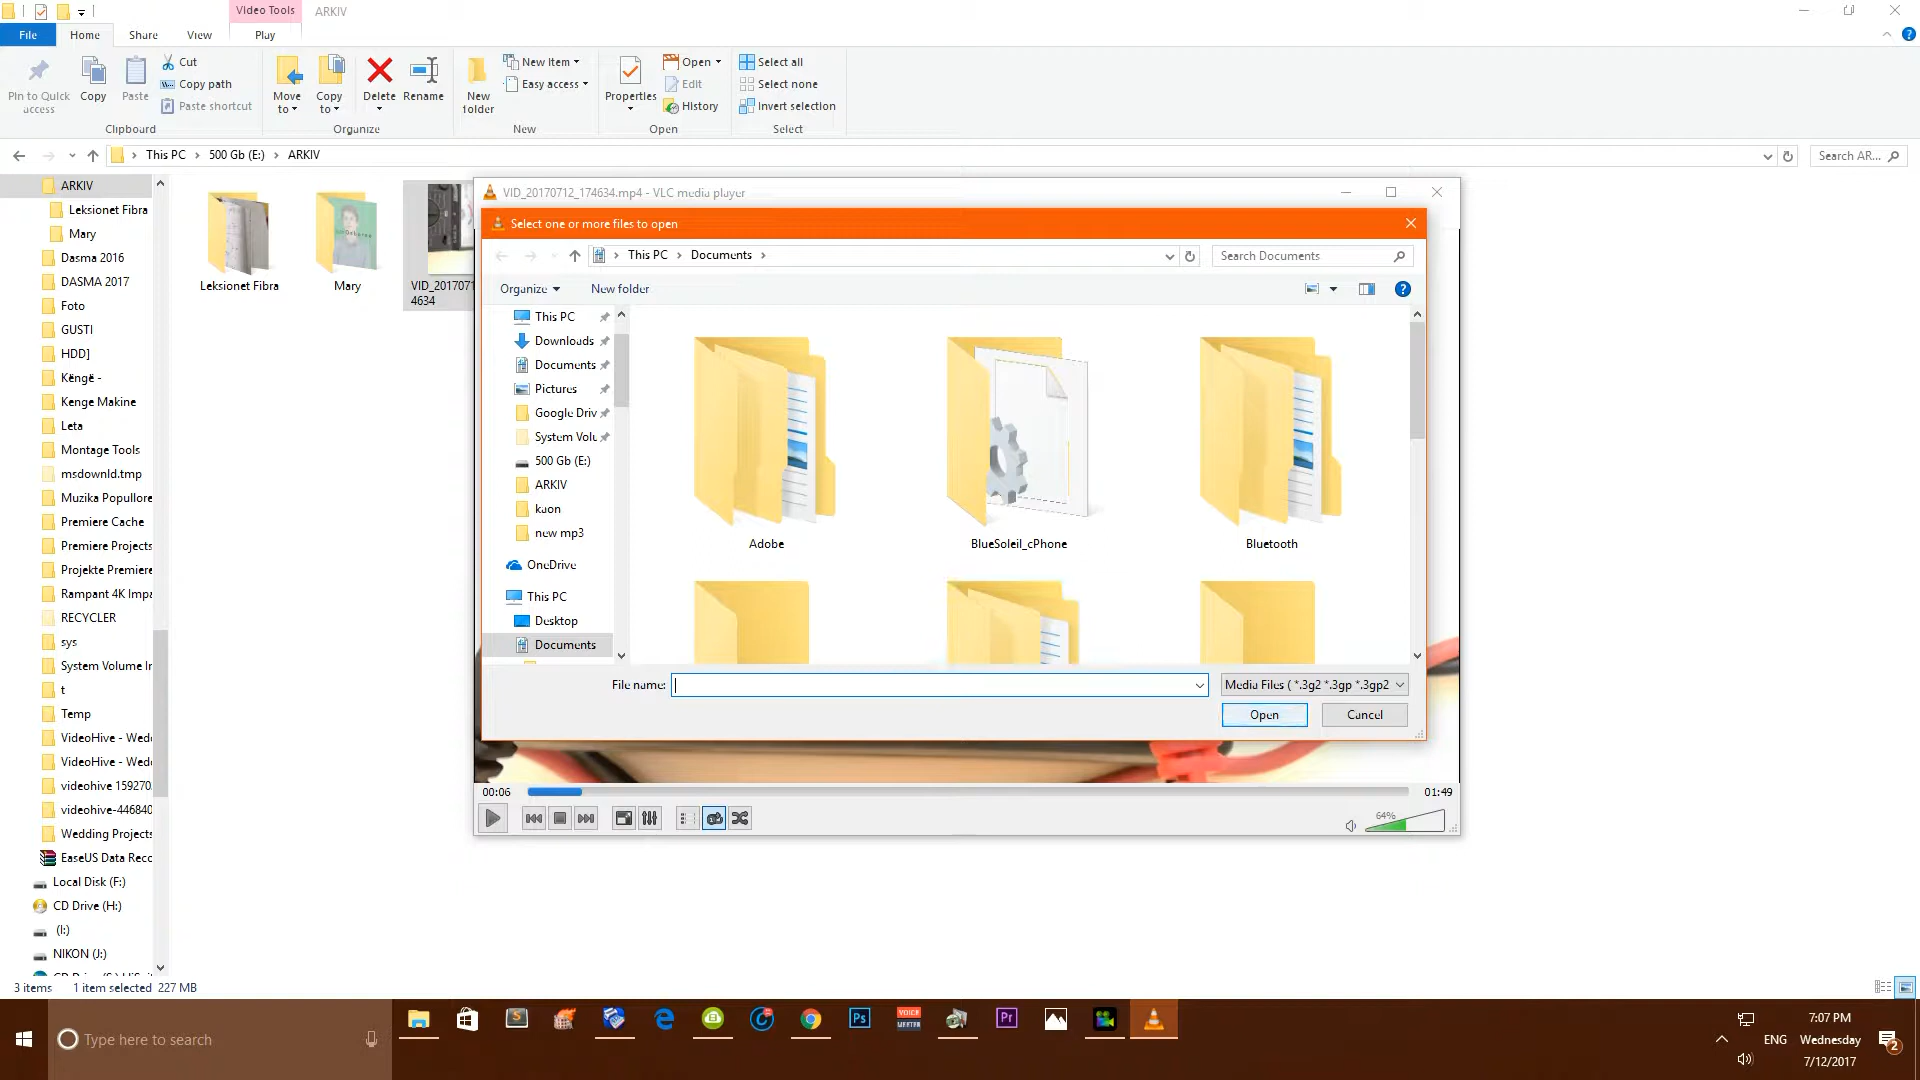 Video Tools
ARKIV
File
Home
Share
View
Play
Pin to Quick access
Copy
Paste
Cut
Copy path
Paste shortcut
Clipboard
Move to
Copy to
Delete
Rename
Organize
New folder
New item
Easy access
New
Properties
Open
Edit
History
Open
Select all
Select none
Invert selection
Select
This PC
500 Gb (E:)
ARKIV
Search AR...
ARKIV
Leksionet Fibra
Mary
Dasma 2016
DASMA 2017
Foto
GUSTI
HDD]
Këngë -
Kenge Makine
Leta
Montage Tools
msdownld.tmp
Muzika Popullore
Premiere Cache
Premiere Projects
Projekte Premiere
Rampant 4K Impa
RECYCLER
sys
System Volume Ir
t
Temp
VideoHive - Wed
VideoHive - Wed
videohive 159270
videohive-446840
Wedding Projects
EaseUS Data Reco
Local Disk (F:)
CD Drive (H:)
(I:)
NIKON (J:)
Leksionet Fibra
Mary
VID_2017071
4634
VID_20170712_174634.mp4 - VLC media player
Select one or more files to open
This PC
Documents
Search Documents
Organize
New folder
This PC
Downloads
Documents
Pictures
Google Driv
System Volu
500 Gb (E:)
ARKIV
kaon
new mp3
OneDrive
This PC
Desktop
Documents
Adobe
BlueSoleil_cPhone
Bluetooth
File name:
Media Files ( *.3g2 *.3gp *.3gp2
Open
Cancel
00:06
01:49
64%
3 items
1 item selected 227 MB
Type here to search
S
Ps
VOICE
MEETER
Pr
ENG
7:07 PM
Wednesday
7/12/2017
2